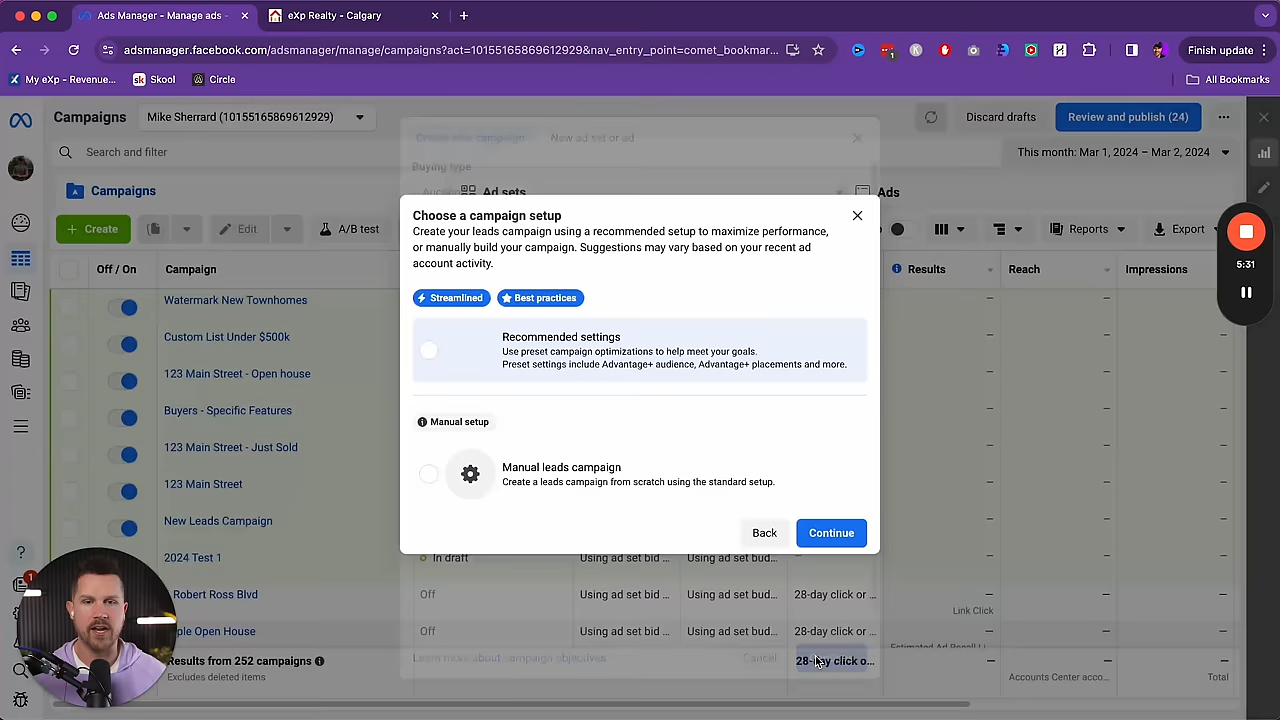 Ads Manager - Manage ads -
eXp Realty - Calgary
adsmanager.facebook.com/adsmanager/manage/campaigns?act=10155165869612929&nav_entry_point=comet_bookmar...
1
Finish update
My eXp - Revenue...
Skool
Circle
All Bookmarks
Campaigns
Mike Sherrard (10155165869612929)
Create new campaign
New ad set or ad
Discard drafts
Review and publish (24)
Search and filter
Buying type
This month: Mar 1, 2024 – Mar 2, 2024
Campaigns
Ad sets
Ads
Create
Edit
A/B test
Reports
Export
Off / On
Campaign
Results
Reach
Impressions
Choose a campaign setup
Create your leads campaign using a recommended setup to maximize performance,
or manually build your campaign. Suggestions may vary based on your recent ad
account activity.
Streamlined
Best practices
Recommended settings
Use preset campaign optimizations to help meet your goals.
Preset settings include Advantage+ audience, Advantage+ placements and more.
Manual setup
Manual leads campaign
Create a leads campaign from scratch using the standard setup.
Back
Continue
5:31
Watermark New Townhomes
Custom List Under $500k
123 Main Street - Open house
Buyers - Specific Features
123 Main Street - Just Sold
123 Main Street
New Leads Campaign
2024 Test 1
In draft
Using ad set bid ...
Using ad set bud...
Robert Ross Blvd
Off
Using ad set bid ...
Using ad set bud...
28-day click or ...
Link Click
ple Open House
Off
Using ad set bid ...
Using ad set bud...
28-day click or ...
Results from 252 campaigns
Excludes deleted items
Learn more about campaign objectives
Cancel
28-day click o...
Accounts Center acco...
Total
1